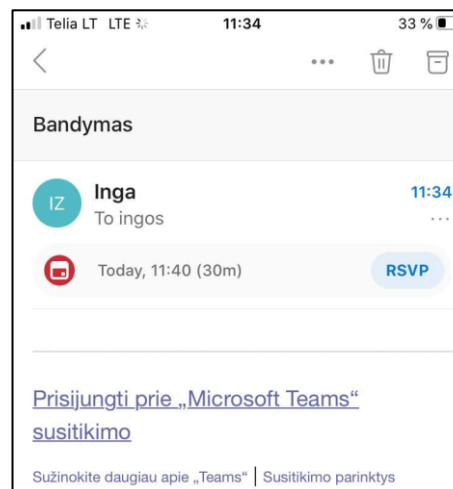 Telia LT LTE 11:34 33 %
Bandymas
Inga 11:34
IZ
To ingos
Today, 11:40 (30m) RSVP
Prisijungti prie „Microsoft Teams“
susitikimo
Sužinokite daugiau apie „Teams“ | Susitikimo parinktys